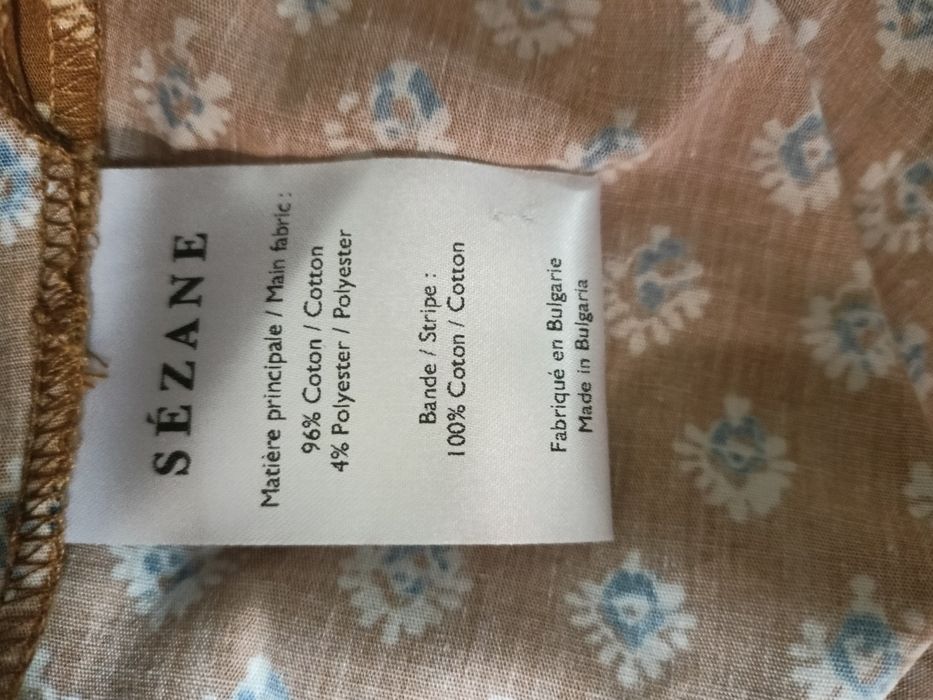 SÉZANE
Matière principale / Main fabric :
96% Coton / Cotton
4% Polyester / Polyester
Bande / Stripe :
100% Coton / Cotton
Fabriqué en Bulgarie
Made in Bulgaria